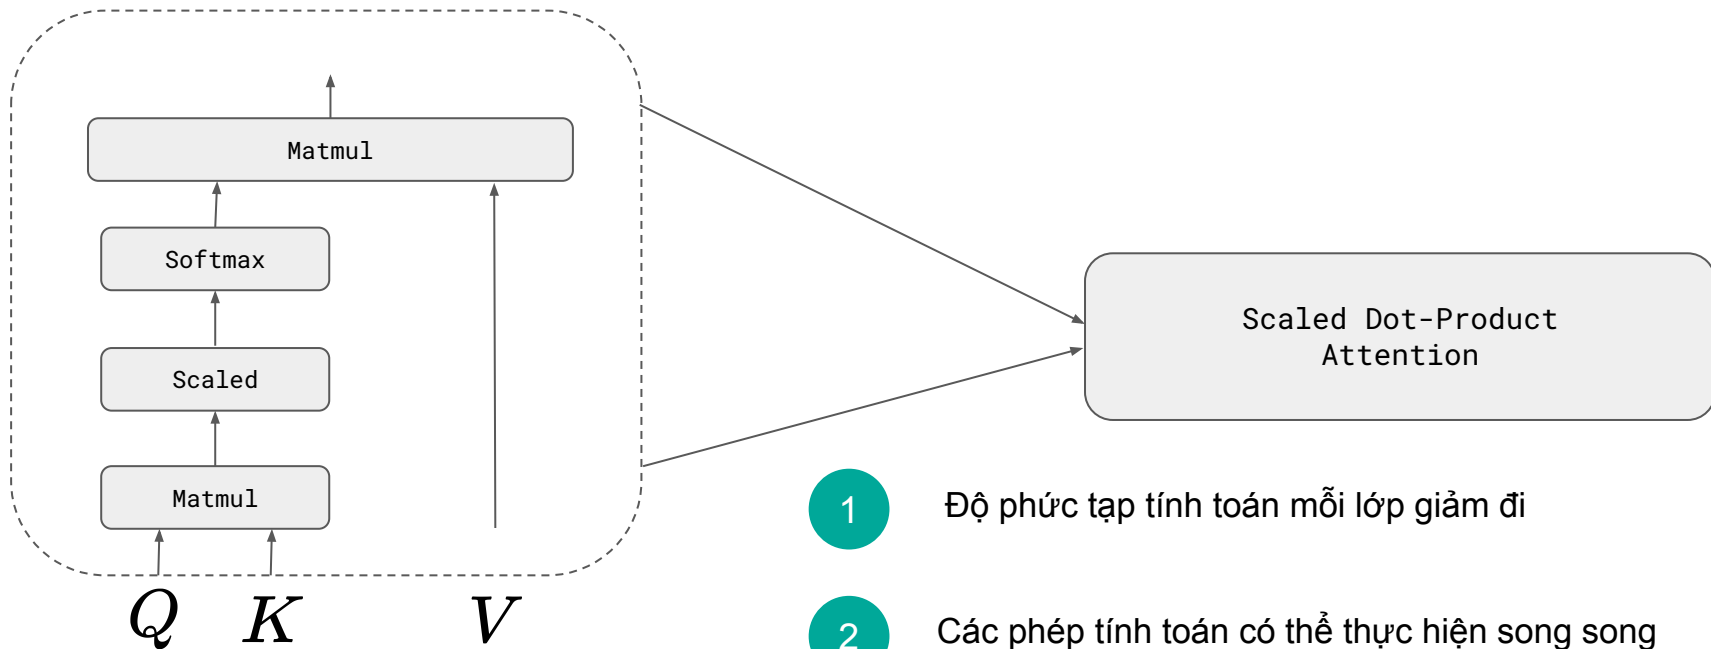 Matmul
Softmax
Scaled
Matmul
Q K V
Scaled Dot-Product
Attention
1 Độ phức tạp tính toán mỗi lớp giảm đi
2 Các phép tính toán có thể thực hiện song song